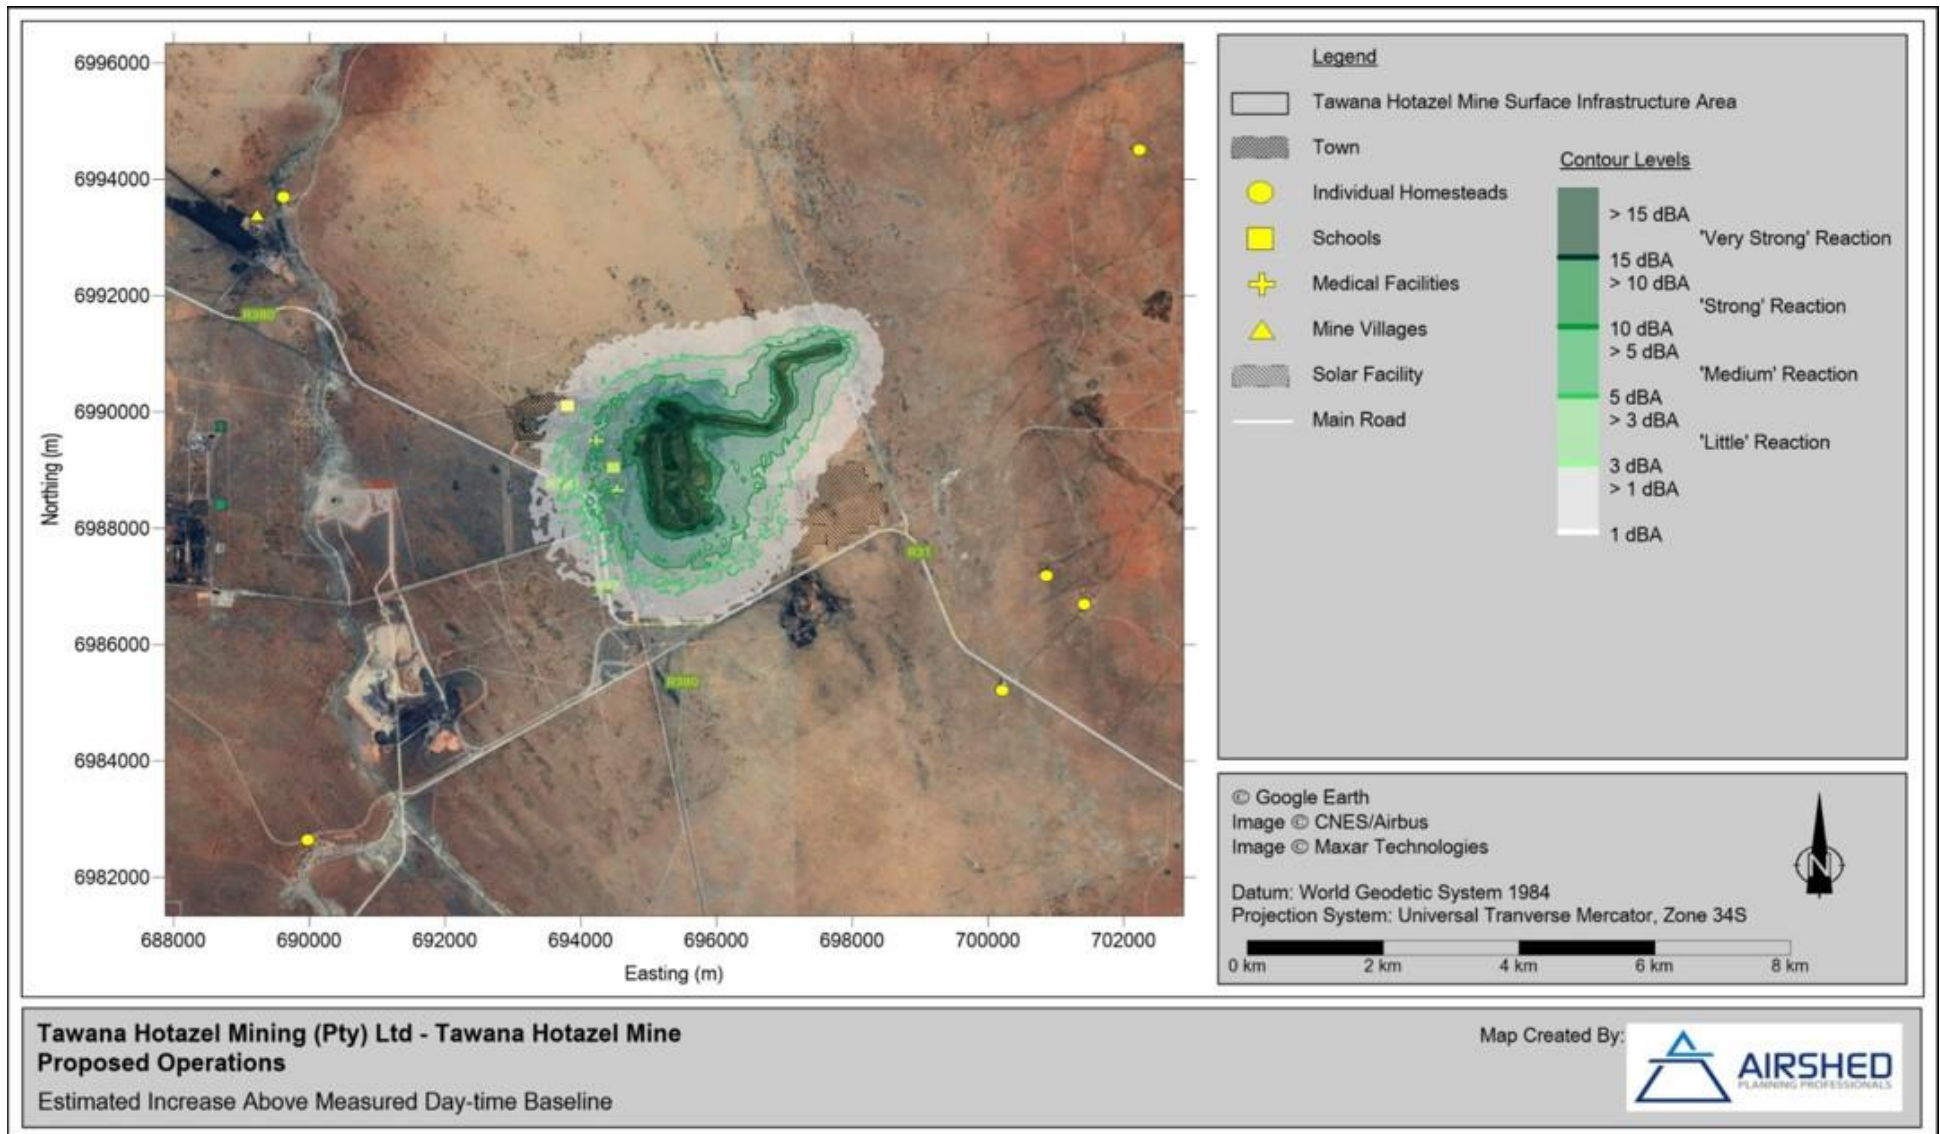 6996000
6994000
6992000
6990000
6988000
6986000
6984000
6982000
Northing (m)
688000 690000 692000 694000 696000 698000 700000 702000
Easting (m)
R380
R31
R380
Legend
Tawana Hotazel Mine Surface Infrastructure Area
Town
Individual Homesteads
Schools
Medical Facilities
Mine Villages
Solar Facility
Main Road
Contour Levels
> 15 dBA
'Very Strong' Reaction
15 dBA
> 10 dBA
'Strong' Reaction
10 dBA
> 5 dBA
'Medium' Reaction
5 dBA
> 3 dBA
'Little' Reaction
3 dBA
> 1 dBA
1 dBA
© Google Earth
Image © CNES/Airbus
Image © Maxar Technologies
Datum: World Geodetic System 1984
Projection System: Universal Tranverse Mercator, Zone 34S
N
0 km 2 km 4 km 6 km 8 km
Tawana Hotazel Mining (Pty) Ltd - Tawana Hotazel Mine
Proposed Operations
Estimated Increase Above Measured Day-time Baseline
Map Created By:
AIRSHED
PLANNING PROFESSIONALS